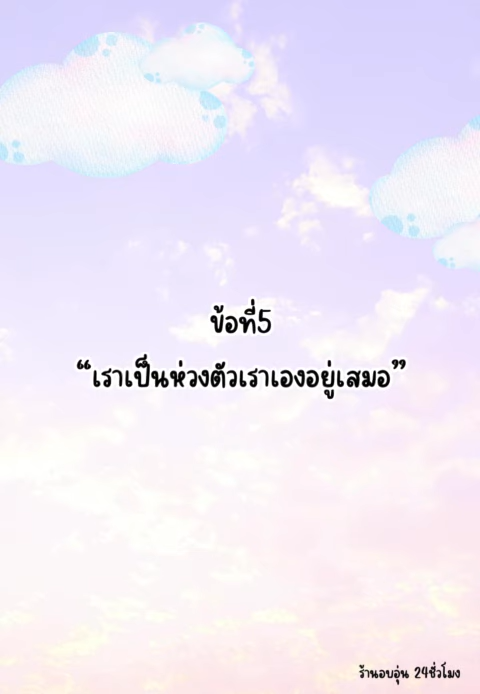 ข้อที่5
“เราเป็นห่วงตัวเราเองอยู่เสมอ”
ร้านอบอุ่น 24ชั่วโมง